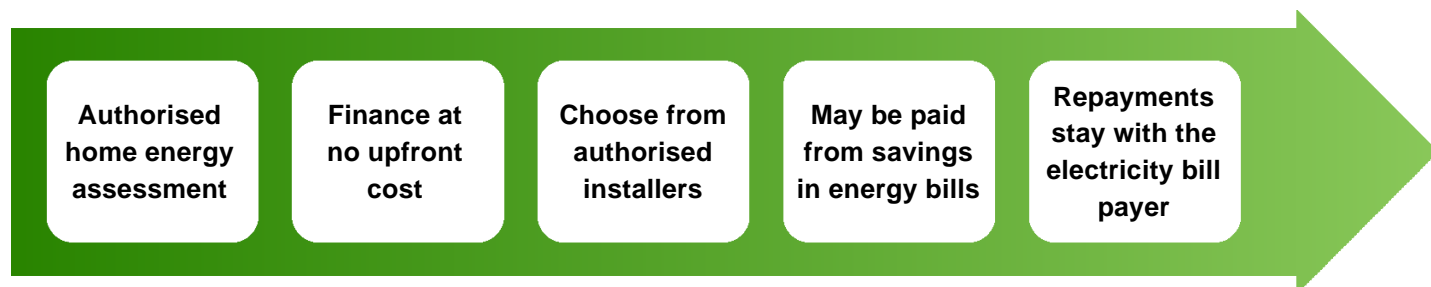 Authorised
home energy
assessment
Finance at
no upfront
cost
Choose from
authorised
installers
May be paid
from savings
in energy bills
Repayments
stay with the
electricity bill
payer